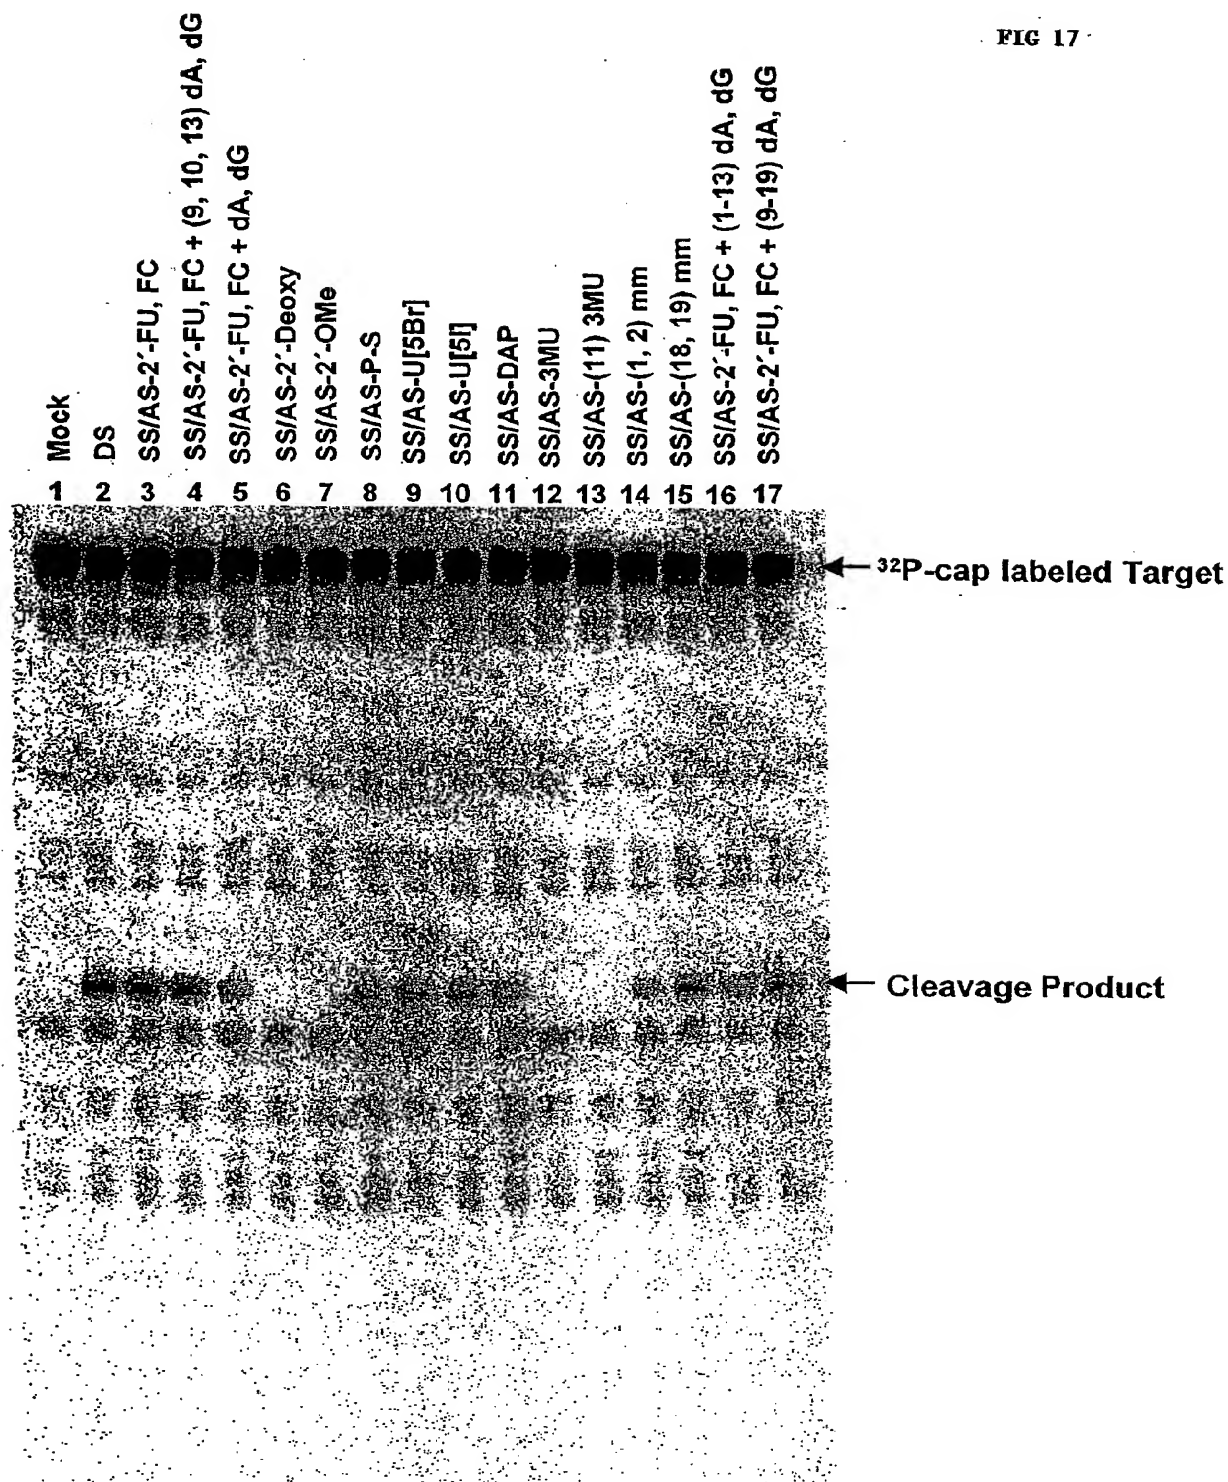 FIG 17
Mock
DS
SS/AS-2´-FU, FC
SS/AS-2´-FU, FC + (9, 10, 13) dA, dG
SS/AS-2´-FU, FC + dA, dG
SS/AS-2´-Deoxy
SS/AS-2´-OMe
SS/AS-P-S
SS/AS-U[5Br]
SS/AS-U[5I]
SS/AS-DAP
SS/AS-3MU
SS/AS-(11) 3MU
SS/AS-(1, 2) mm
SS/AS-(18, 19) mm
SS/AS-2´-FU, FC + (1-13) dA, dG
SS/AS-2´-FU, FC + (9-19) dA, dG
1 2 3 4 5 6 7 8 9 10 11 12 13 14 15 16 17
³²P-cap labeled Target
Cleavage Product